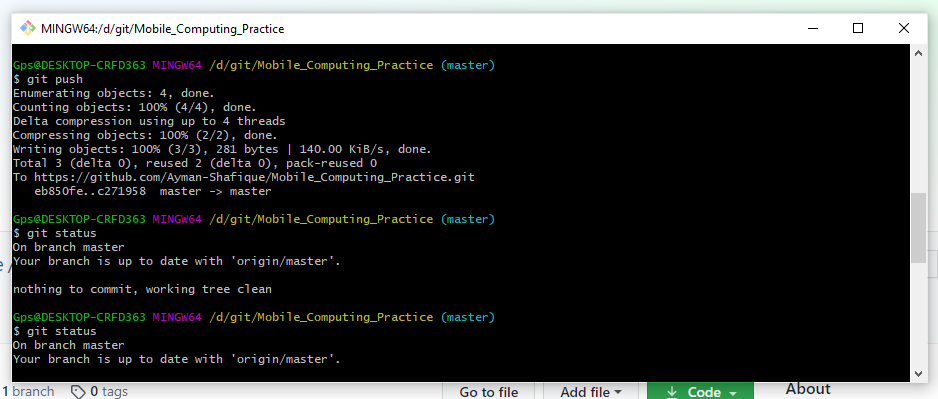 MINGW64:/d/git/Mobile_Computing_Practice
Gps@DESKTOP-CRFD363 MINGW64 /d/git/Mobile_Computing_Practice (master)
$ git push
Enumerating objects: 4, done.
Counting objects: 100% (4/4), done.
Delta compression using up to 4 threads
Compressing objects: 100% (2/2), done.
Writing objects: 100% (3/3), 281 bytes | 140.00 KiB/s, done.
Total 3 (delta 0), reused 2 (delta 0), pack-reused 0
To https://github.com/Ayman-Shafique/Mobile_Computing_Practice.git
   eb850fe..c271958  master -> master
Gps@DESKTOP-CRFD363 MINGW64 /d/git/Mobile_Computing_Practice (master)
$ git status
On branch master
Your branch is up to date with 'origin/master'.
nothing to commit, working tree clean
Gps@DESKTOP-CRFD363 MINGW64 /d/git/Mobile_Computing_Practice (master)
$ git status
On branch master
Your branch is up to date with 'origin/master'.
1 branch 0 tags Go to file Add file Code About